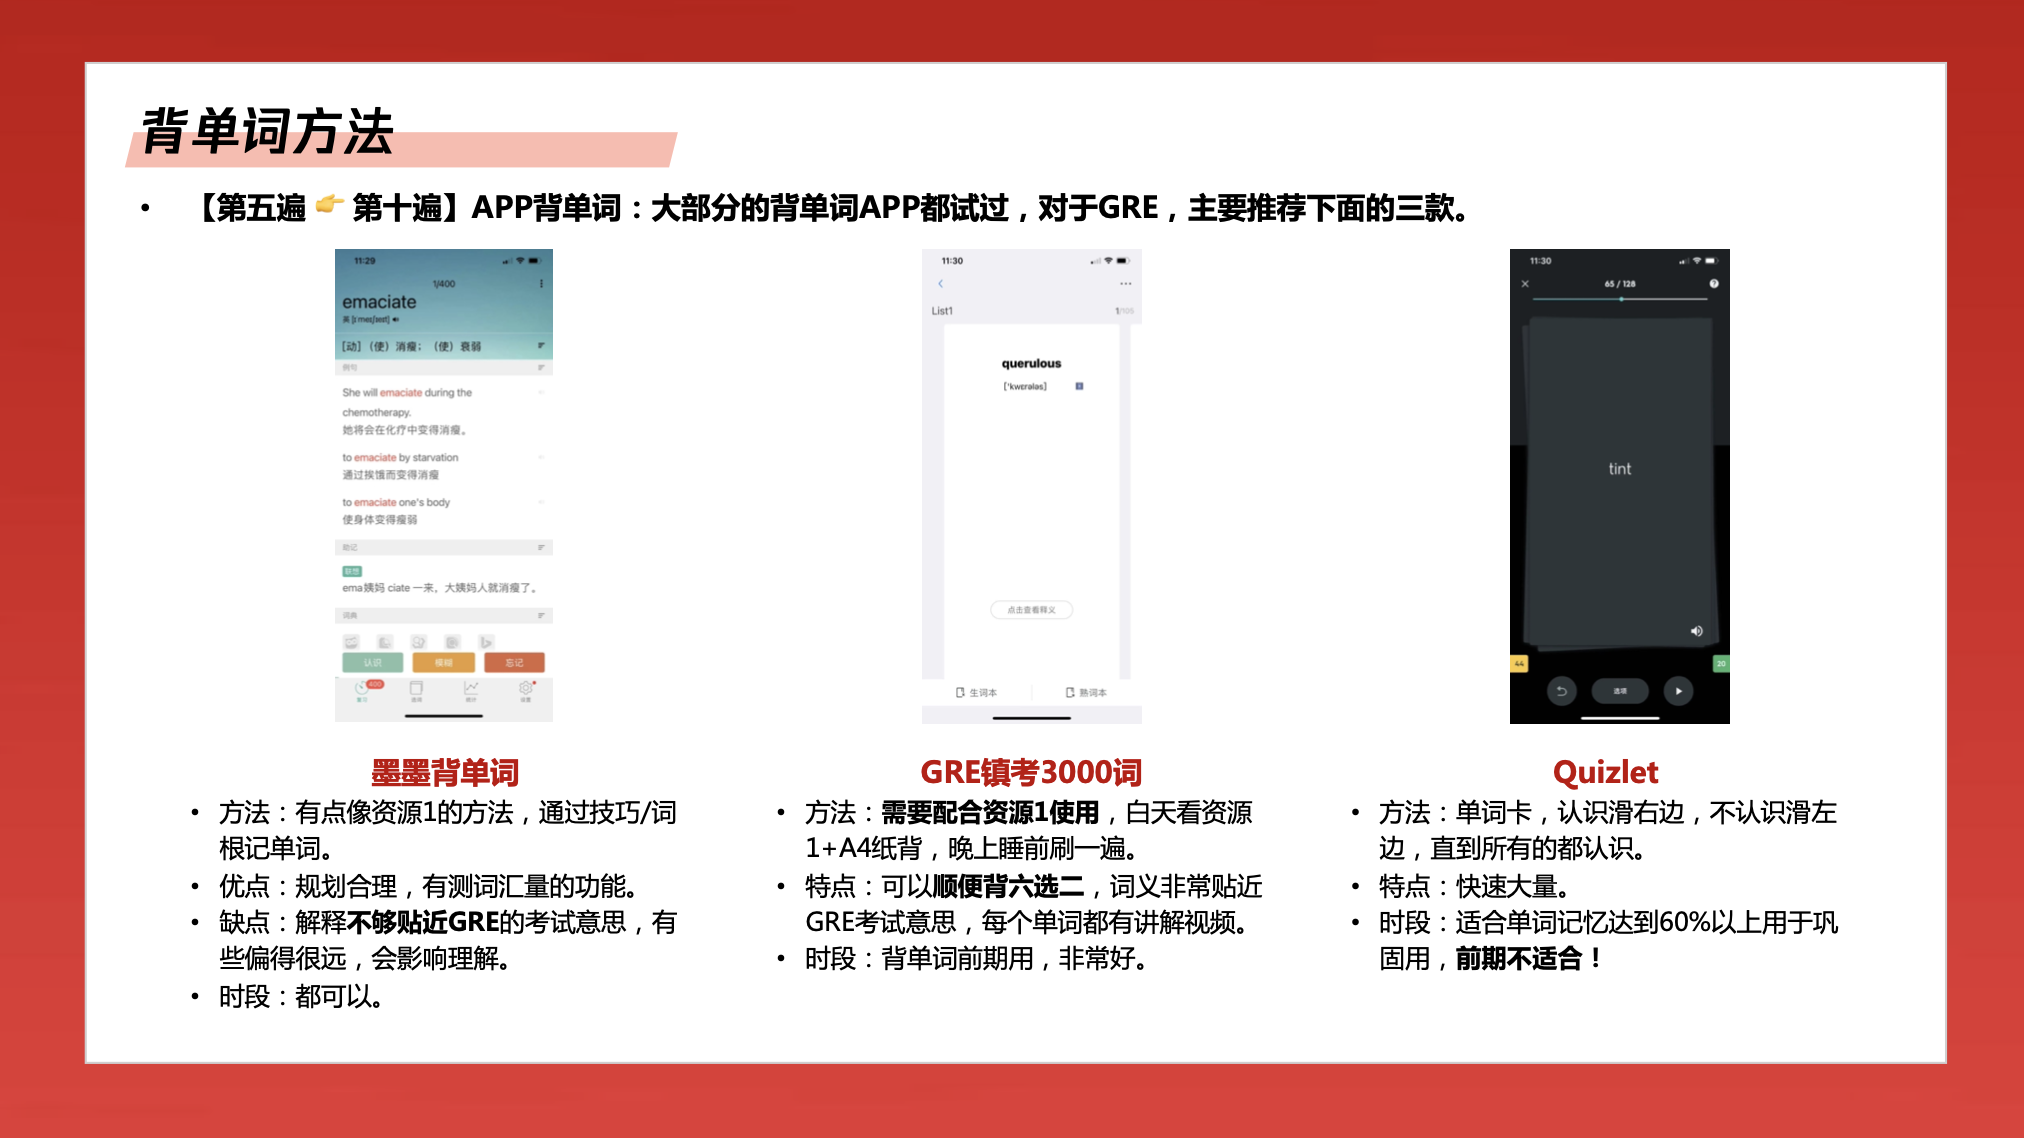 背单词方法
• 【第五遍 👉 第十遍】APP背单词：大部分的背单词APP都试过，对于GRE，主要推荐下面的三款。
11:29
1/400
emaciate
英 [ɪˈmeɪʃɪeɪt]
[动]（使）消瘦；（使）衰弱
例句
She will emaciate during the
chemotherapy.
她将会在化疗中变得消瘦。
to emaciate by starvation
通过挨饿而变得消瘦
to emaciate one's body
使身体变得瘦弱
助记
联想
ema姨妈 ciate 一来，大姨妈人就消瘦了。
词典
认识
模糊
忘记
400
11:30
List1
1/105
querulous
['kwerələs]
点击查看释义
生词本
熟词本
11:30
65 / 128
tint
44
20
选项
墨墨背单词
• 方法：有点像资源1的方法，通过技巧/词
根记单词。
• 优点：规划合理，有测词汇量的功能。
• 缺点：解释不够贴近GRE的考试意思，有
些偏得很远，会影响理解。
• 时段：都可以。
GRE镇考3000词
• 方法：需要配合资源1使用，白天看资源
1+A4纸背，晚上睡前刷一遍。
• 特点：可以顺便背六选二，词义非常贴近
GRE考试意思，每个单词都有讲解视频。
• 时段：背单词前期用，非常好。
Quizlet
• 方法：单词卡，认识滑右边，不认识滑左
边，直到所有的都认识。
• 特点：快速大量。
• 时段：适合单词记忆达到60%以上用于巩
固用，前期不适合！